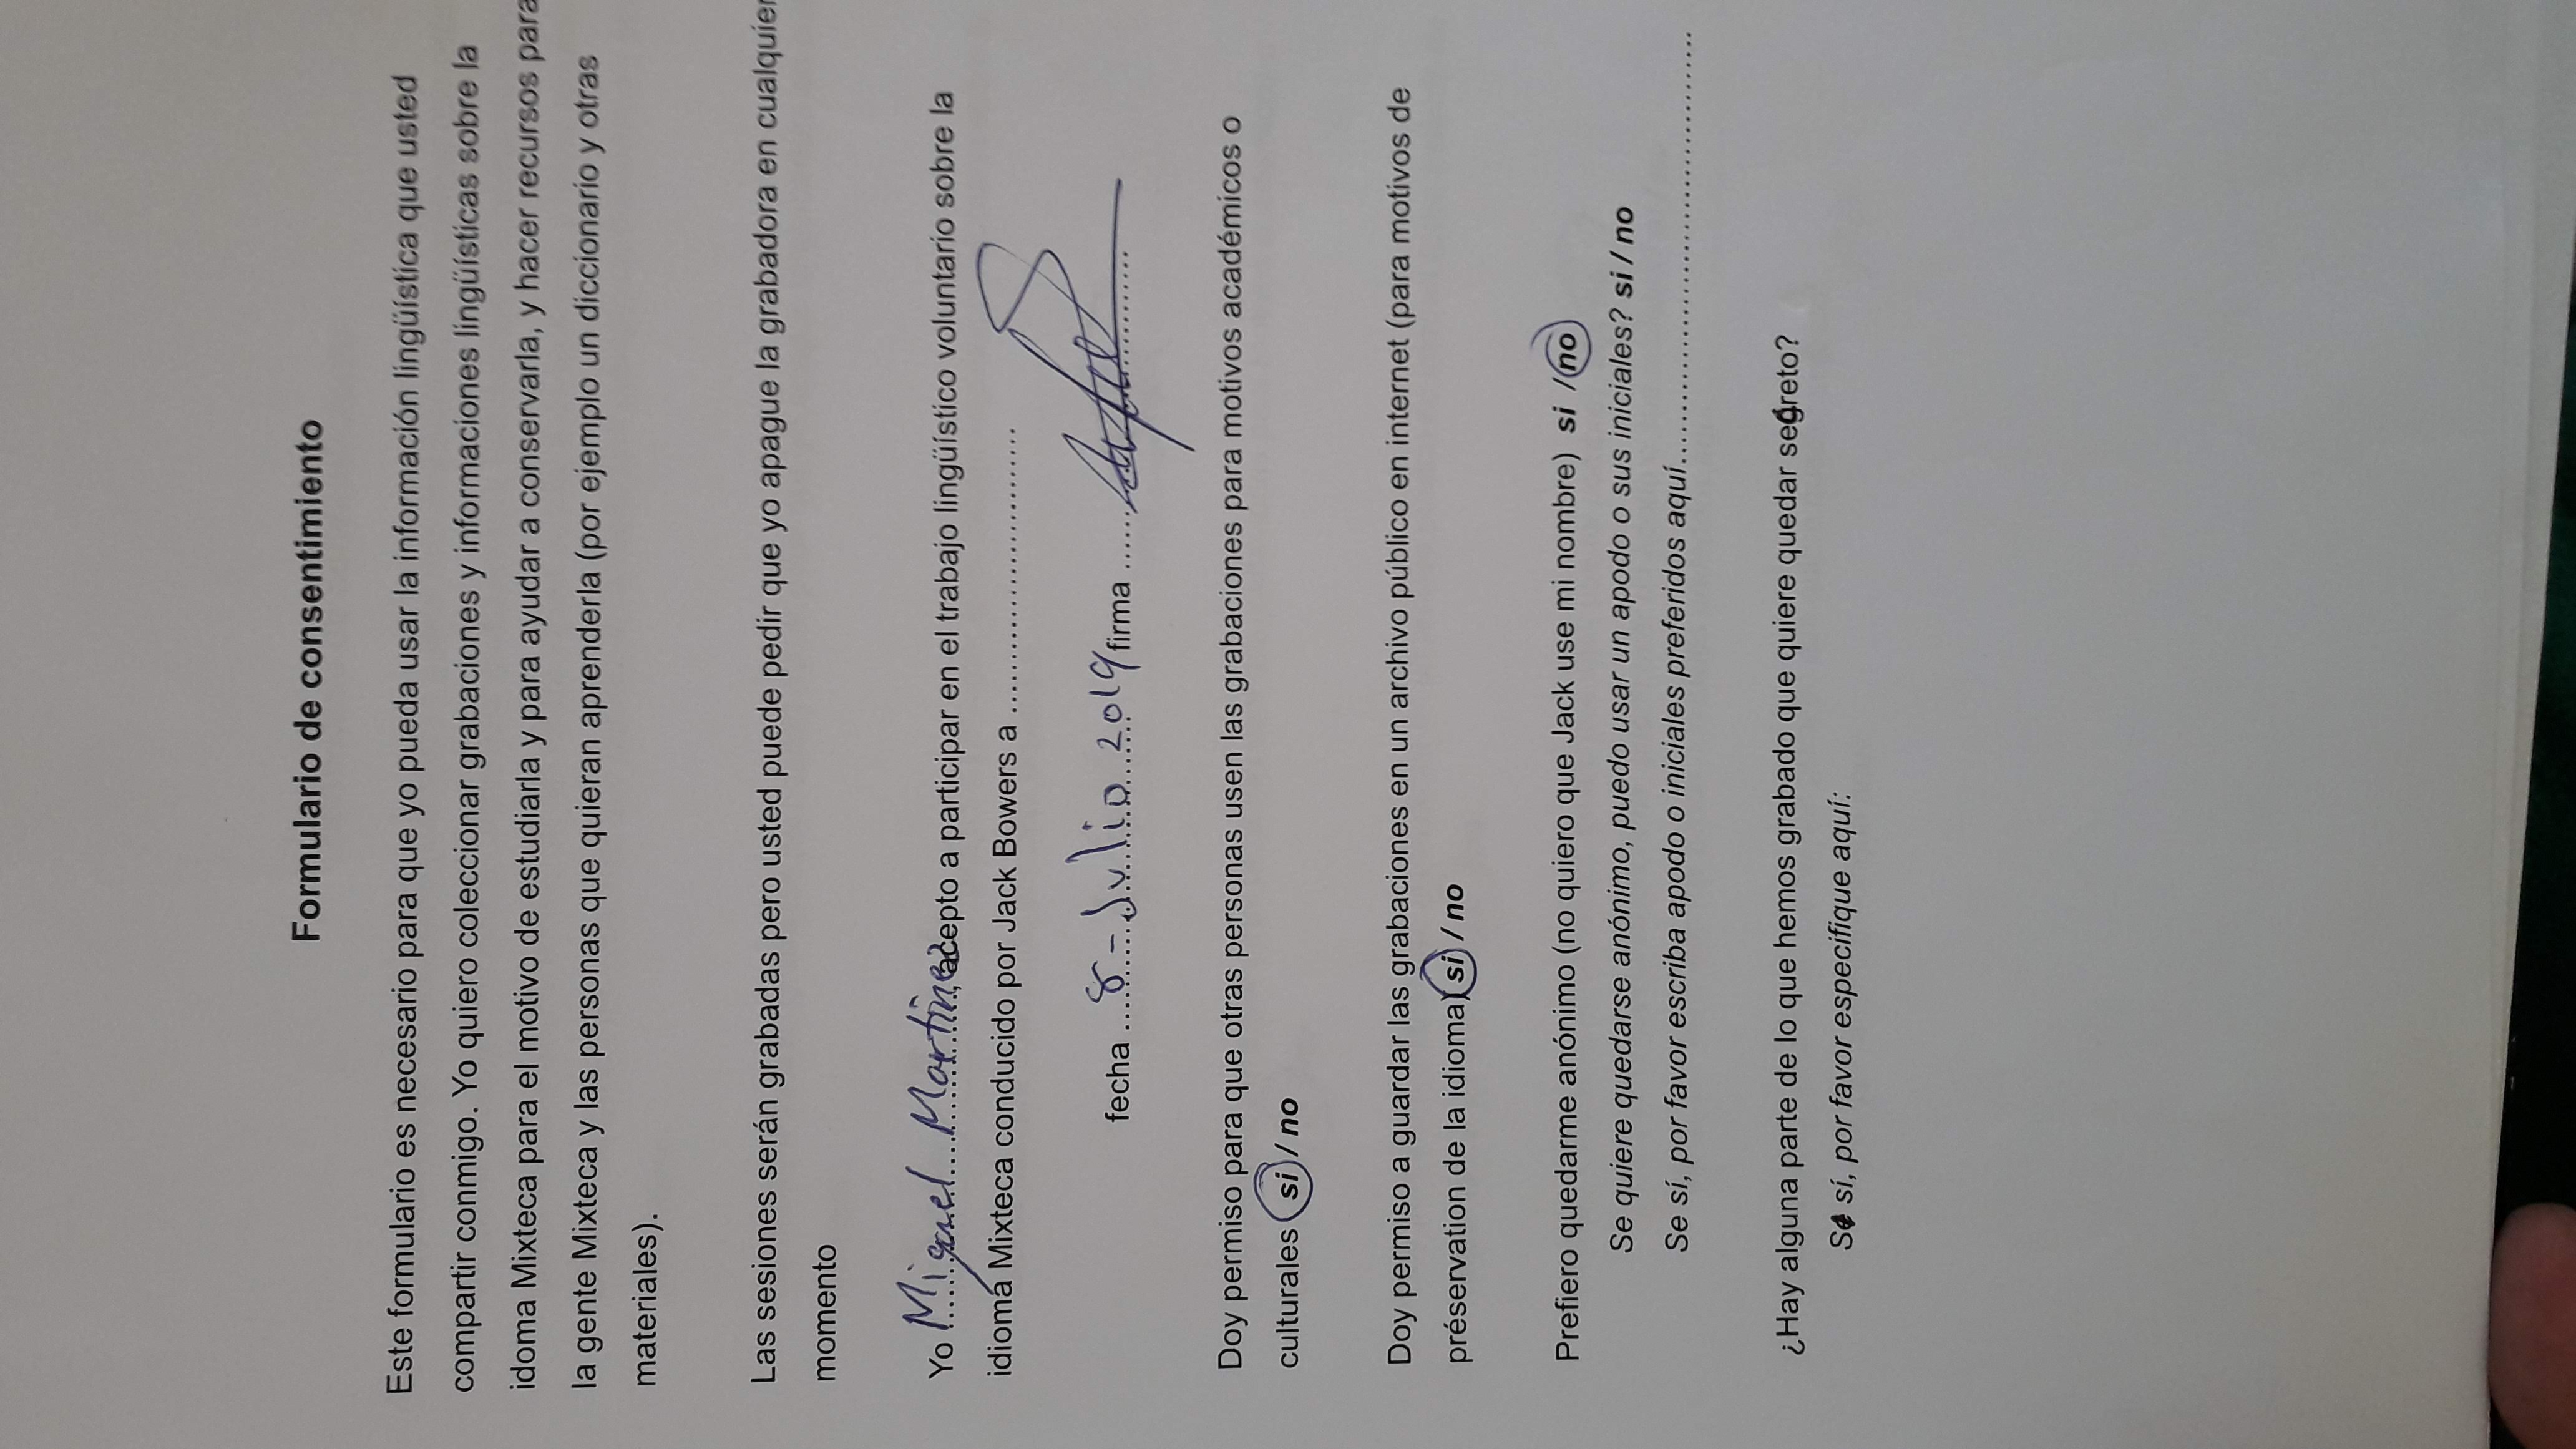 Formulario de consentimiento
Este formulario es necesario para que yo pueda usar la información lingüística que usted
compartir conmigo. Yo quiero coleccionar grabaciones y informaciones lingüísticas sobre la
idoma Mixteca para el motivo de estudiarla y para ayudar a conservarla, y hacer recursos para
la gente Mixteca y las personas que quieran aprenderla (por ejemplo un diccionario y otras
materiales).
Las sesiones serán grabadas pero usted puede pedir que yo apague la grabadora en cualquier
momento
Yo Miguel Martínez acepto a participar en el trabajo lingüístico voluntario sobre la
idioma Mixteca conducido por Jack Bowers a ..............................
fecha 8 - Julio 2019 firma ..............................
Doy permiso para que otras personas usen las grabaciones para motivos académicos o
culturales si / no
Doy permiso a guardar las grabaciones en un archivo público en internet (para motivos de
préservation de la idioma) si / no
Prefiero quedarme anónimo (no quiero que Jack use mi nombre) si / no
Se quiere quedarse anónimo, puedo usar un apodo o sus iniciales? si / no
Se sí, por favor escriba apodo o iniciales preferidos aquí..............................
¿Hay alguna parte de lo que hemos grabado que quiere quedar segreto?
Si sí, por favor especifique aquí: